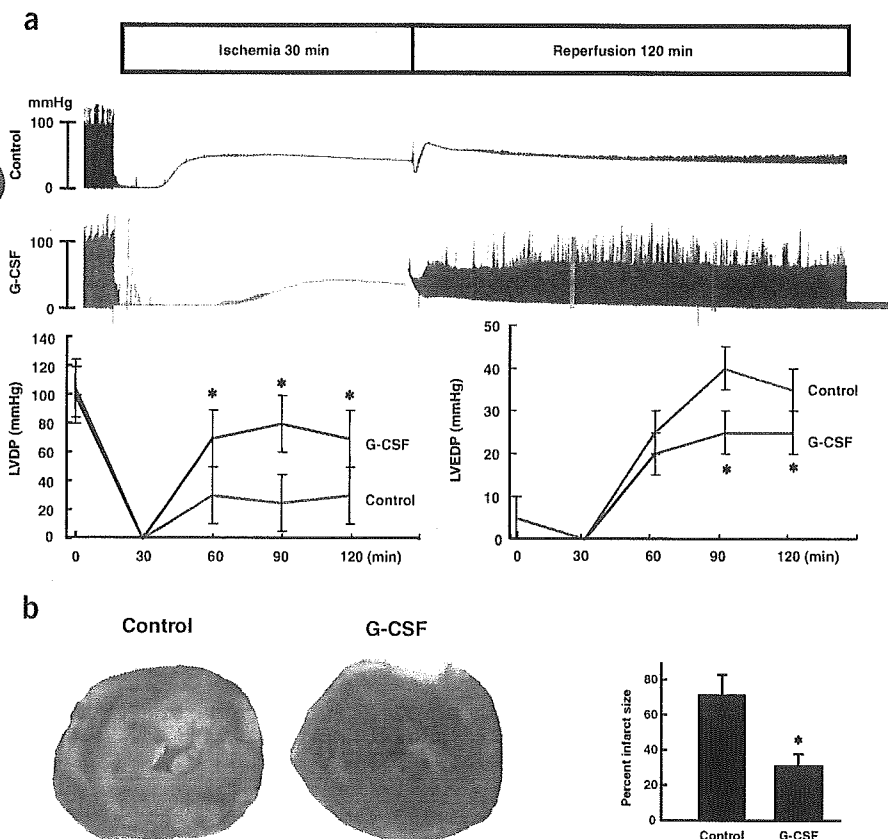 a
Ischemia 30 min
Reperfusion 120 min
mmHg
100
0
Control
100
0
G-CSF
140
120
100
80
60
40
20
0
LVDP (mmHg)
* * *
G-CSF
Control
0 30 60 90 120 (min)
50
40
30
20
10
0
LVEDP (mmHg)
Control
G-CSF
* *
0 30 60 90 120 (min)
b
Control
G-CSF
80
60
40
20
0
Percent infarct size
*
Control G-CSF